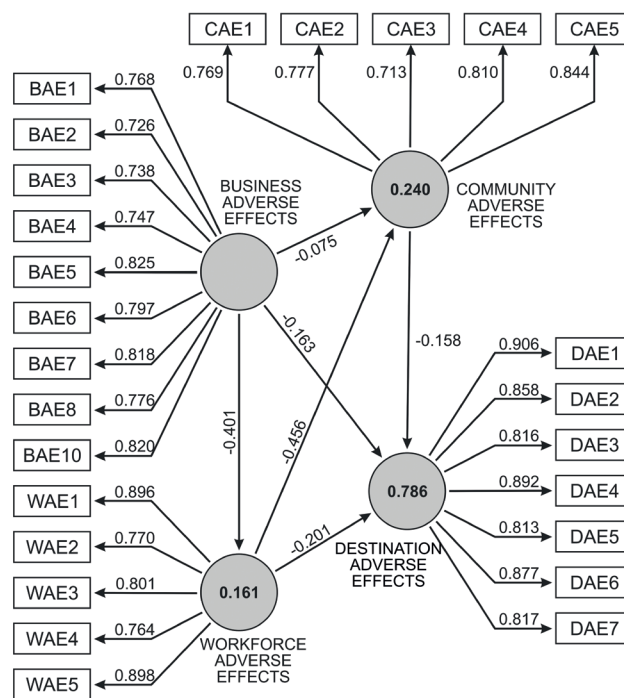 CAE1 CAE2 CAE3 CAE4 CAE5
0.769 0.777 0.713 0.810 0.844
BAE1 0.768
BAE2 0.726
BAE3 0.738
BAE4 0.747
BAE5 0.825
BAE6 0.797
BAE7 0.818
BAE8 0.776
BAE10 0.820
BUSINESS
ADVERSE
EFFECTS
0.240
COMMUNITY
ADVERSE
EFFECTS
-0.075
-0.163
-0.158
-0.401
-0.456
-0.201
0.906 DAE1
0.858 DAE2
0.816 DAE3
0.892 DAE4
0.813 DAE5
0.877 DAE6
0.817 DAE7
0.786
DESTINATION
ADVERSE
EFFECTS
WAE1 0.896
WAE2 0.770
WAE3 0.801
WAE4 0.764
WAE5 0.898
0.161
WORKFORCE
ADVERSE
EFFECTS